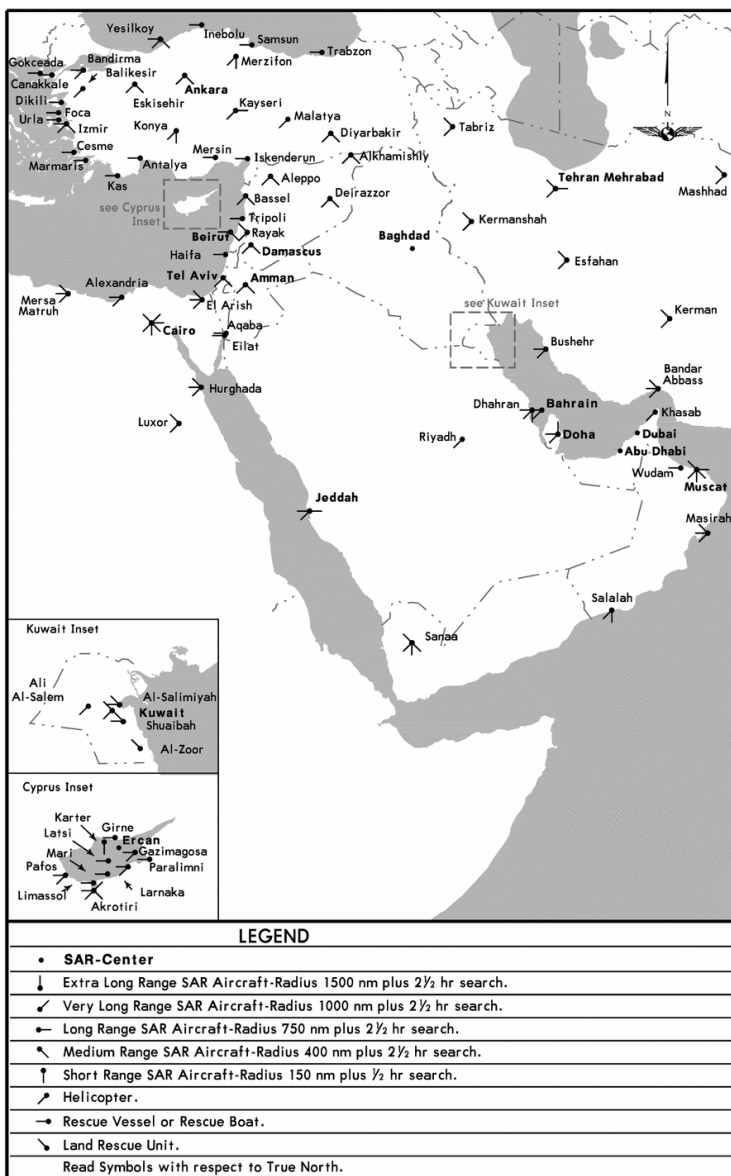 Yesilkoy
Inebolu
Samsun
Trabzon
Merzifon
Gokceada
Bandirma
Balikesir
Canakkale
Ankara
Eskisehir
Dikili
Foca
Urla
Izmir
Kayseri
Malatya
Konya
Diyarbakir
Tabriz
Cesme
Mersin
Iskenderun
Alkhamishly
Marmaris
Antalya
Kas
Aleppo
Tehran Mehrabad
Mashhad
see Cyprus
Inset
Bassel
Deirazzor
Tripoli
Kermanshah
Beirut
Rayak
Baghdad
Haifa
Damascus
Esfahan
Tel Aviv
Amman
Alexandria
Mersa
Matruh
El Arish
see Kuwait Inset
Kerman
Cairo
Aqaba
Eilat
Bushehr
Bandar
Abbass
Hurghada
Dhahran
Bahrain
Khasab
Luxor
Riyadh
Doha
Dubai
Abu Dhabi
Wudam
Muscat
Jeddah
Masirah
Salalah
Sanaa
N
Kuwait Inset
Ali
Al-Salem
Al-Salimiyah
Kuwait
Shuaibah
Al-Zoor
Cyprus Inset
Karter
Girne
Latsi
Ercan
Mari
Gazimagosa
Pafos
Paralimni
Limassol
Larnaka
Akrotiri
LEGEND
SAR-Center
Extra Long Range SAR Aircraft-Radius 1500 nm plus 2½ hr search.
Very Long Range SAR Aircraft-Radius 1000 nm plus 2½ hr search.
Long Range SAR Aircraft-Radius 750 nm plus 2½ hr search.
Medium Range SAR Aircraft-Radius 400 nm plus 2½ hr search.
Short Range SAR Aircraft-Radius 150 nm plus ½ hr search.
Helicopter.
Rescue Vessel or Rescue Boat.
Land Rescue Unit.
Read Symbols with respect to True North.